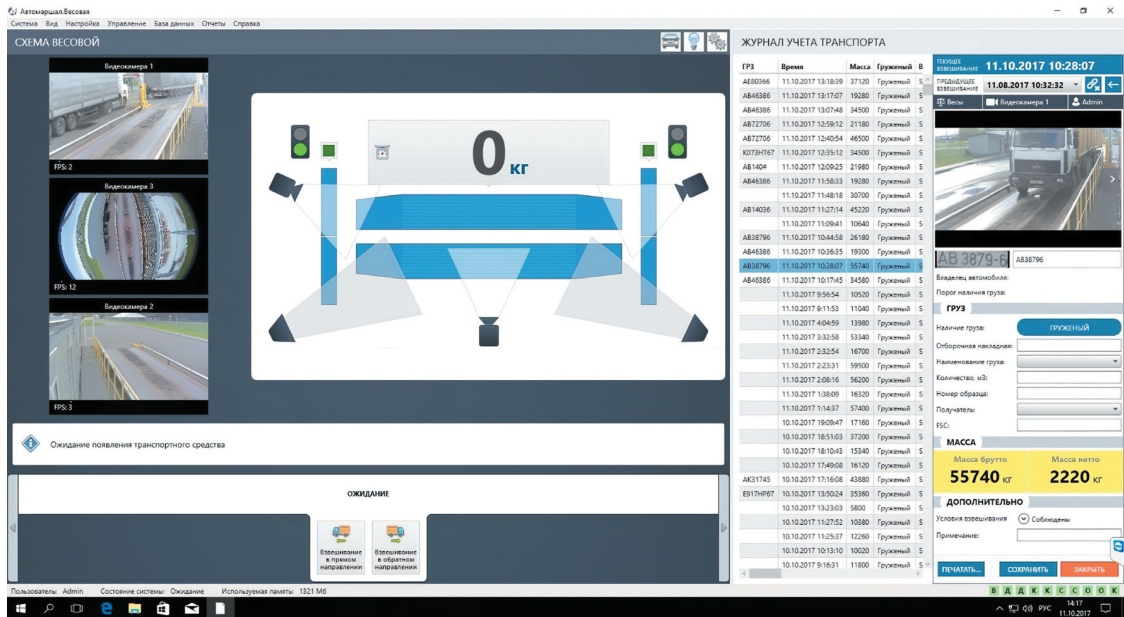 Автомаршал.Весовая
Система Вид Настройка Управление База данных Отчеты Справка
СХЕМА ВЕСОВОЙ
Видеокамера 1
FPS: 2
Видеокамера 3
FPS: 12
Видеокамера 2
FPS: 3
0 кг
Ожидание появления транспортного средства
ОЖИДАНИЕ
Взвешивание в прямом направлении
Взвешивание в обратном направлении
ЖУРНАЛ УЧЕТА ТРАНСПОРТА
ГРЗ Время Масса Груженый В
AE80366 11.10.2017 13:18:39 37120 Груженый S
AB46386 11.10.2017 13:17:07 19280 Груженый S
AB46386 11.10.2017 13:07:48 34500 Груженый S
AB72706 11.10.2017 12:59:12 21180 Груженый S
AB72706 11.10.2017 12:40:54 46500 Груженый S
K073HT67 11.10.2017 12:35:12 34500 Груженый S
AB140# 11.10.2017 12:09:25 21980 Груженый S
AB46386 11.10.2017 11:58:33 19280 Груженый S
11.10.2017 11:48:18 30700 Груженый S
AB14036 11.10.2017 11:27:14 45220 Груженый S
11.10.2017 11:09:41 10640 Груженый S
AB38796 11.10.2017 10:44:58 26180 Груженый S
AB46386 11.10.2017 10:36:35 19300 Груженый S
AB38796 11.10.2017 10:28:07 55740 Груженый S
AB46386 11.10.2017 10:17:45 34580 Груженый S
11.10.2017 9:56:54 10520 Груженый S
11.10.2017 9:11:53 11040 Груженый S
11.10.2017 4:04:59 13980 Груженый S
11.10.2017 3:32:58 53340 Груженый S
11.10.2017 2:32:54 16700 Груженый S
11.10.2017 2:23:31 59500 Груженый S
11.10.2017 2:08:16 56200 Груженый S
11.10.2017 1:38:09 16320 Груженый S
11.10.2017 1:14:37 57400 Груженый S
10.10.2017 19:09:47 17160 Груженый S
10.10.2017 18:51:03 37200 Груженый S
10.10.2017 18:10:43 15340 Груженый S
10.10.2017 17:49:08 16120 Груженый S
AK31745 10.10.2017 17:16:08 43880 Груженый S
E917HP67 10.10.2017 13:50:24 35360 Груженый S
10.10.2017 13:23:03 5800 Груженый S
10.10.2017 11:27:52 10380 Груженый S
10.10.2017 11:25:37 12260 Груженый S
10.10.2017 10:13:10 10020 Груженый S
10.10.2017 9:16:31 11800 Груженый S
ТЕКУЩЕЕ ВЗВЕШИВАНИЕ 11.10.2017 10:28:07
ПРЕДЫДУЩЕЕ ВЗВЕШИВАНИЕ 11.08.2017 10:32:32
Весы Видеокамера 1 Admin
AB 3879-6 AB38796
Владелец автомобиля:
Порог наличия груза:
ГРУЗ
Наличие груза: ГРУЖЕНЫЙ
Отборочная накладная:
Наименование груза:
Количество, м3:
Номер образца:
Получатель:
FSC:
МАССА
Масса брутто Масса нетто
55740 кг 2220 кг
ДОПОЛНИТЕЛЬНО
Условия взвешивания Соблюдены
Примечание:
ПЕЧАТАТЬ... СОХРАНИТЬ ЗАКРЫТЬ
Пользователь: Admin Состояние системы: Ожидание Используемая память: 1321 Мб
В Д Д К К С С О О К
РУС 14:17
11.10.2017